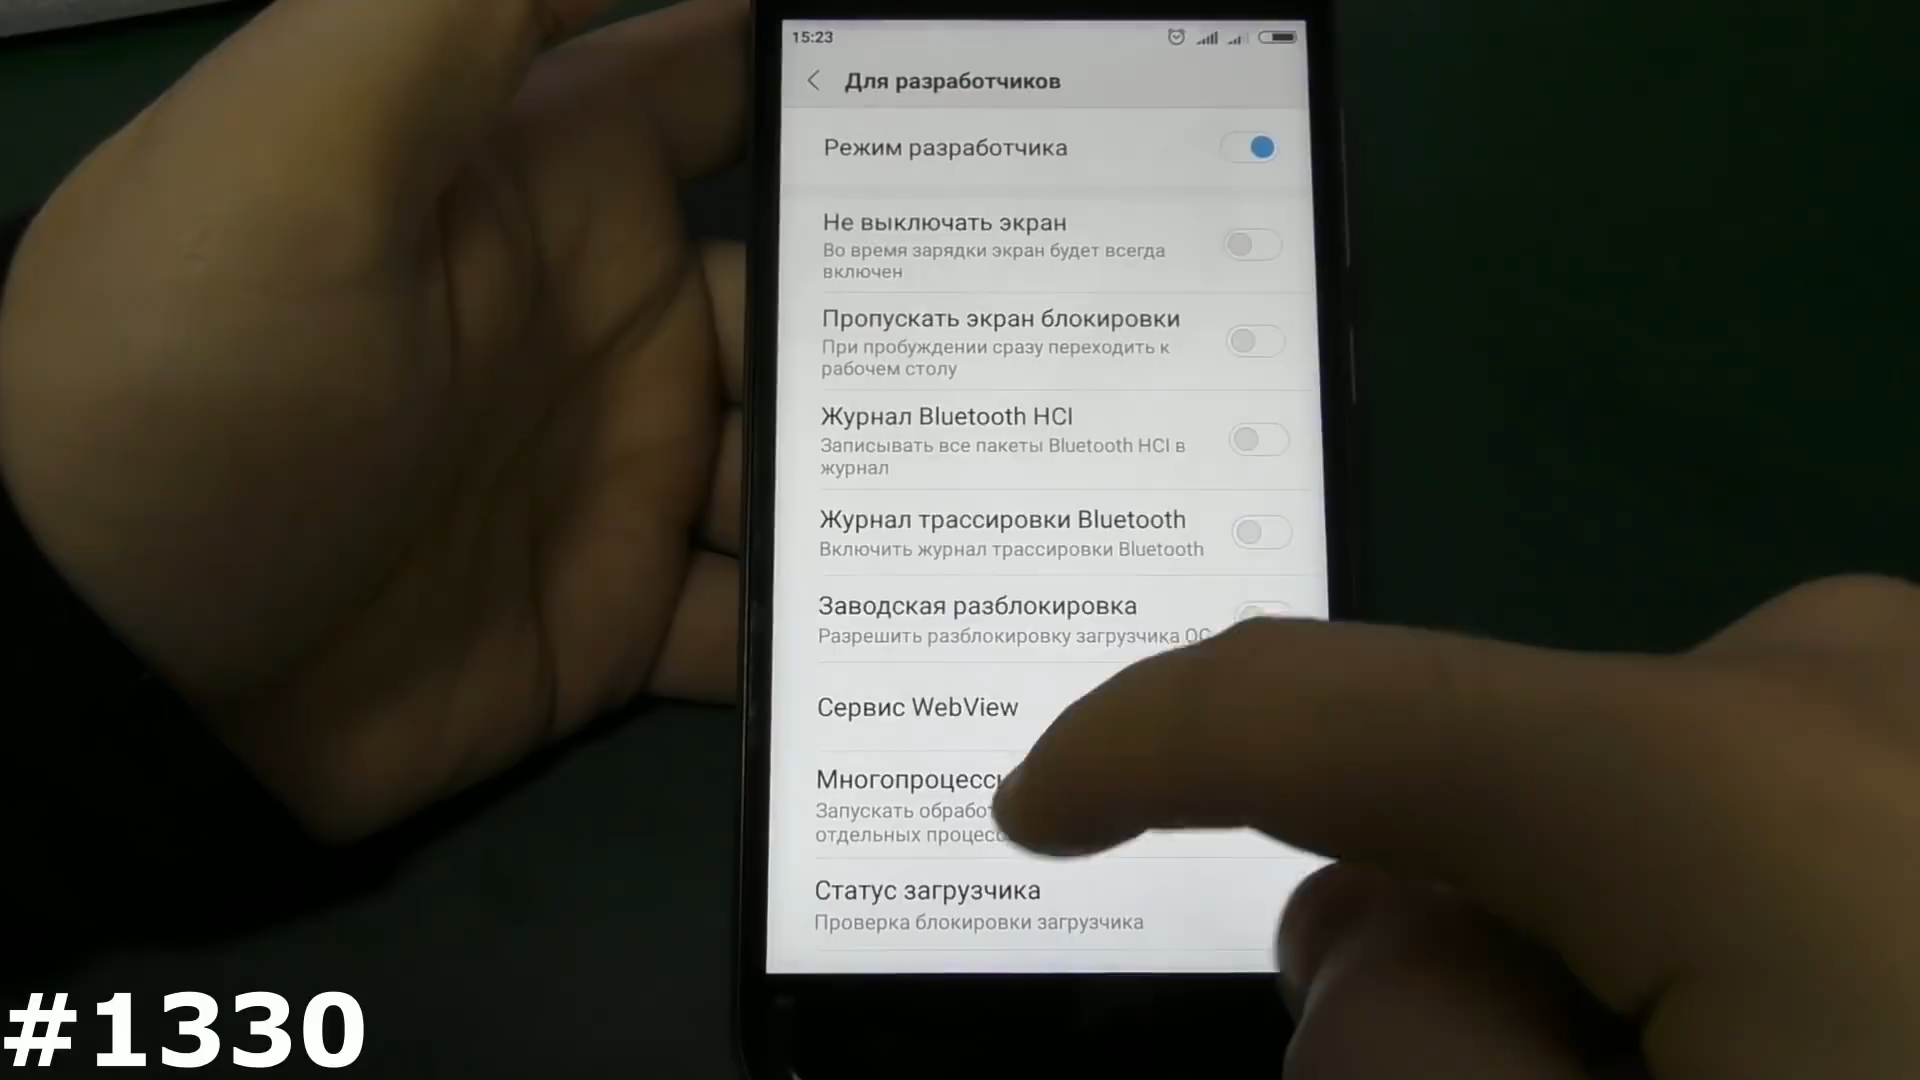 15:23
Для разработчиков
Режим разработчика
Не выключать экран
Во время зарядки экран будет всегда
включен
Пропускать экран блокировки
При пробуждении сразу переходить к
рабочем столу
Журнал Bluetooth HCI
Записывать все пакеты Bluetooth HCI в
журнал
Журнал трассировки Bluetooth
Включить журнал трассировки Bluetooth
Заводская разблокировка
Разрешить разблокировку загрузчика ОС
Сервис WebView
Запускать
отдельных
Статус загрузчика
Проверка блокировки загрузчика
#1330